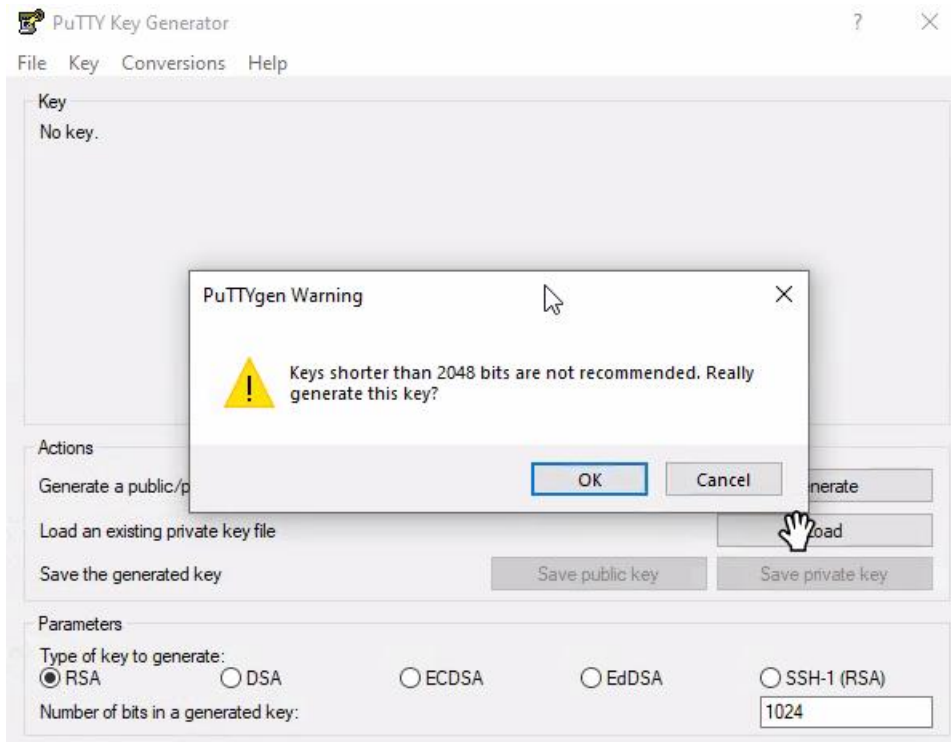 PuTTY Key Generator
?
File Key Conversions Help
Key
No key.
PuTTYgen Warning
Keys shorter than 2048 bits are not recommended. Really
generate this key?
OK Cancel
Actions
Generate a public/p
nerate
Load an existing private key file
oad
Save the generated key Save public key Save private key
Parameters
Type of key to generate:
RSA DSA ECDSA EdDSA SSH-1 (RSA)
Number of bits in a generated key: 1024